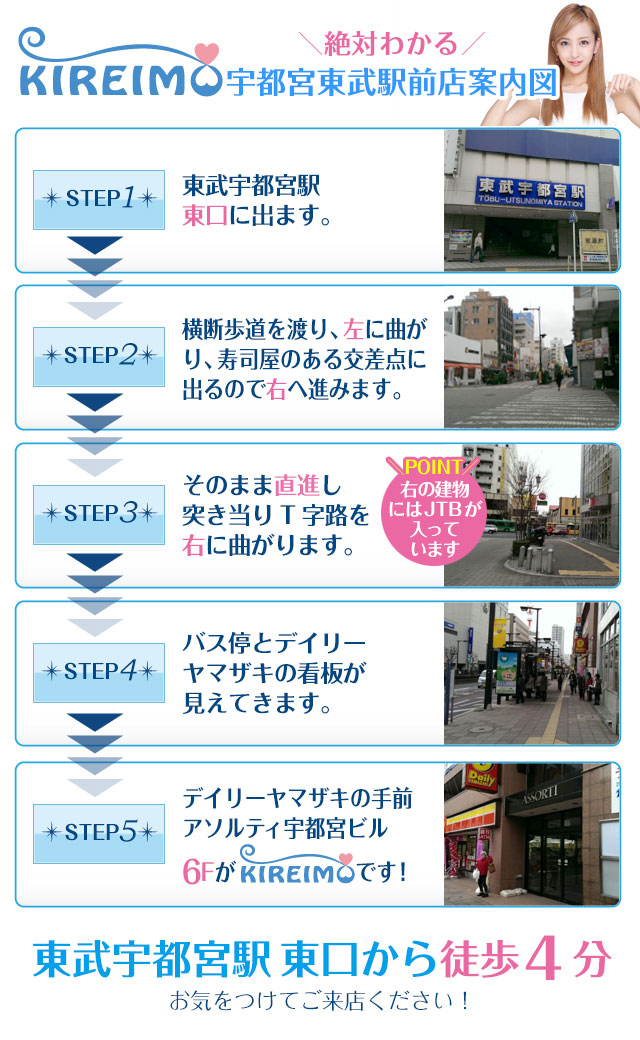 ＼絶対わかる／
KIREIMO 宇都宮東武駅前店案内図
STEP1
東武宇都宮駅
東口に出ます。
東武宇都宮駅
TOBU-UTSUNOMIYA STATION
STEP2
横断歩道を渡り、左に曲が
り、寿司屋のある交差点に
出るので右へ進みます。
STEP3
そのまま直進し
突き当りT字路を
右に曲がります。
＼POINT／
右の建物
にはJTBが
入って
います
STEP4
バス停とデイリー
ヤマザキの看板が
見えてきます。
STEP5
デイリーヤマザキの手前
アソルティ宇都宮ビル
6FがKIREIMOです!
Daily
ASSORTI
東武宇都宮駅 東口から徒歩4分
お気をつけてご来店ください！